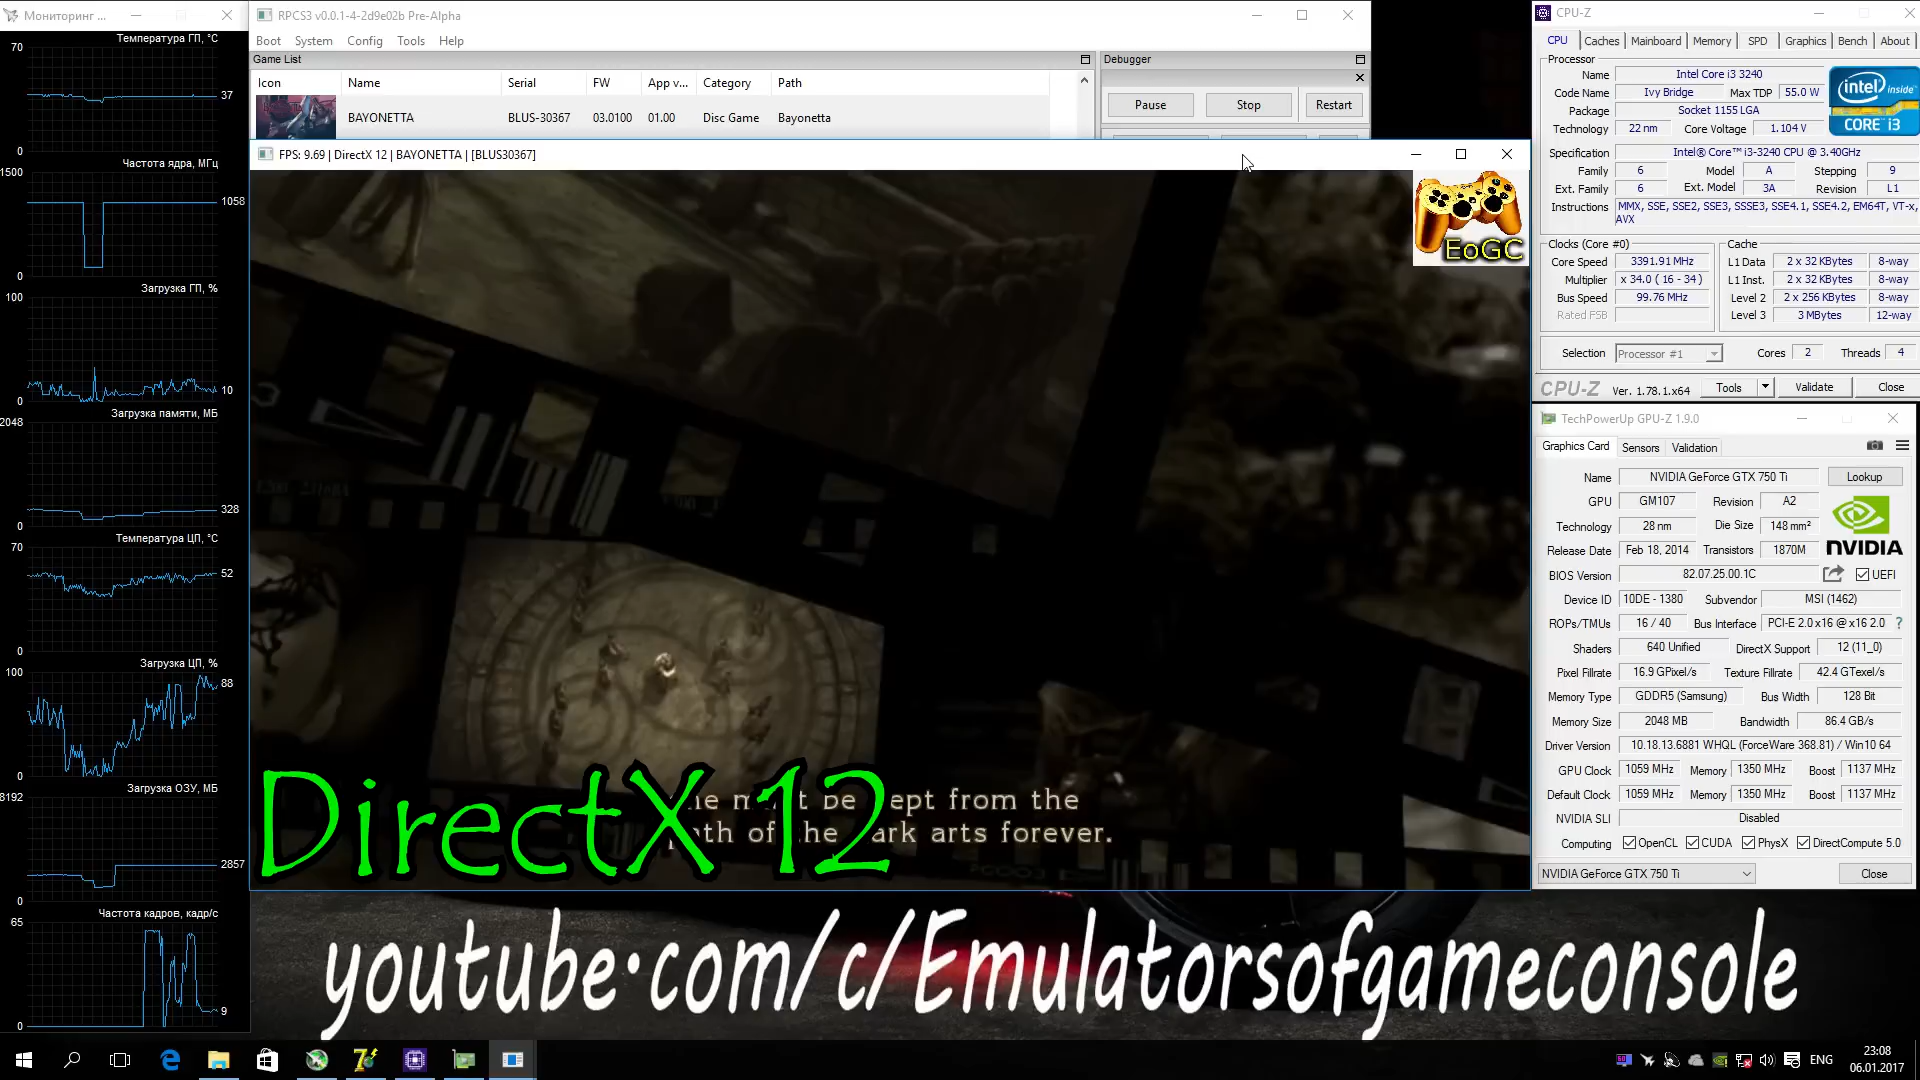 Мониторинг ...
Температура ГП, °C
70
37
0
Частота ядра, МГц
1500
1058
0
Загрузка ГП, %
100
10
0
Загрузка памяти, МБ
2048
328
0
Температура ЦП, °C
70
52
0
Загрузка ЦП, %
100
88
0
Загрузка ОЗУ, МБ
8192
2857
0
Частота кадров, кадр/с
65
9
0
RPCS3 v0.0.1-4-2d9e02b Pre-Alpha
Boot System Config Tools Help
Game List
Icon Name Serial FW App v... Category Path
BAYONETTA BLUS-30367 03.0100 01.00 Disc Game Bayonetta
Debugger
Pause Stop Restart
FPS: 9.69 | DirectX 12 | BAYONETTA | [BLUS30367]
EoGC
be ept from the
of the ark arts forever.
DirectX 12
youtube.com/c/Emulatorsofgameconsole
CPU-Z
CPU Caches Mainboard Memory SPD Graphics Bench About
Processor
Name Intel Core i3 3240
Code Name Ivy Bridge Max TDP 55.0 W
Package Socket 1155 LGA
Technology 22 nm Core Voltage 1.104 V
intel inside
CORE i3
Specification Intel® Core™ i3-3240 CPU @ 3.40GHz
Family 6 Model A Stepping 9
Ext. Family 6 Ext. Model 3A Revision L1
Instructions MMX, SSE, SSE2, SSE3, SSSE3, SSE4.1, SSE4.2, EM64T, VT-x,
AVX
Clocks (Core #0)
Core Speed 3391.91 MHz
Multiplier x 34.0 ( 16 - 34 )
Bus Speed 99.76 MHz
Rated FSB
Cache
L1 Data 2 x 32 KBytes 8-way
L1 Inst. 2 x 32 KBytes 8-way
Level 2 2 x 256 KBytes 8-way
Level 3 3 MBytes 12-way
Selection Processor #1 Cores 2 Threads 4
CPU-Z Ver. 1.78.1.x64 Tools Validate Close
TechPowerUp GPU-Z 1.9.0
Graphics Card Sensors Validation
Name NVIDIA GeForce GTX 750 Ti Lookup
GPU GM107 Revision A2
Technology 28 nm Die Size 148 mm²
Release Date Feb 18, 2014 Transistors 1870M
NVIDIA
BIOS Version 82.07.25.00.1C UEFI
Device ID 10DE - 1380 Subvendor MSI (1462)
ROPs/TMUs 16 / 40 Bus Interface PCI-E 2.0 x16 @ x16 2.0 ?
Shaders 640 Unified DirectX Support 12 (11_0)
Pixel Fillrate 16.9 GPixel/s Texture Fillrate 42.4 GTexel/s
Memory Type GDDR5 (Samsung) Bus Width 128 Bit
Memory Size 2048 MB Bandwidth 86.4 GB/s
Driver Version 10.18.13.6881 WHQL (ForceWare 368.81) / Win10 64
GPU Clock 1059 MHz Memory 1350 MHz Boost 1137 MHz
Default Clock 1059 MHz Memory 1350 MHz Boost 1137 MHz
NVIDIA SLI Disabled
Computing OpenCL CUDA PhysX DirectCompute 5.0
NVIDIA GeForce GTX 750 Ti Close
ENG
23:08
06.01.2017